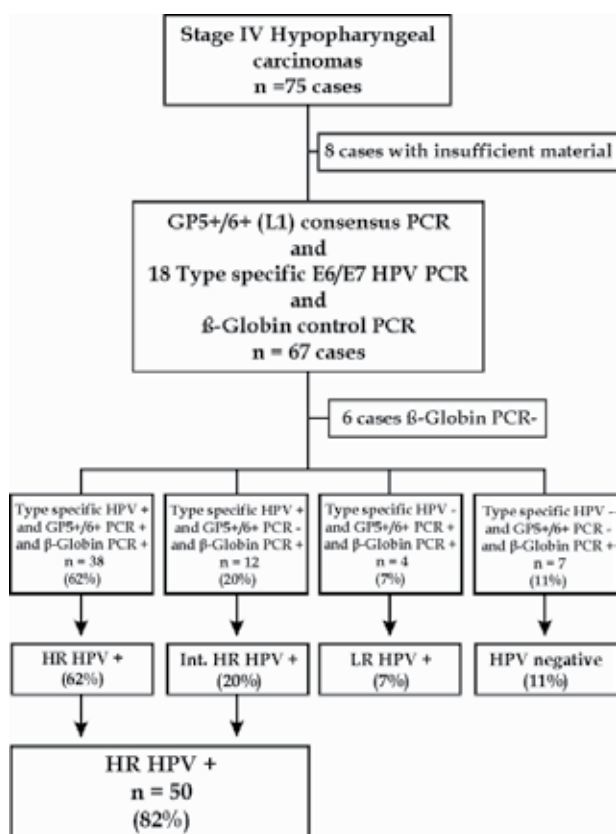 Stage IV Hypopharyngeal
carcinomas
n =75 cases
8 cases with insufficient material
GP5+/6+ (L1) consensus PCR
and
18 Type specific E6/E7 HPV PCR
and
ß-Globin control PCR
n = 67 cases
6 cases ß-Globin PCR-
Type specific HPV +
and GP5+/6+ PCR +
and β-Globin PCR +
n = 38
(62%)
Type specific HPV +
and GP5+/6+ PCR -
and β-Globin PCR +
n = 12
(20%)
Type specific HPV -
and GP5+/6+ PCR +
and β-Globin PCR +
n = 4
(7%)
Type specific HPV -
and GP5+/6+ PCR -
and β-Globin PCR +
n = 7
(11%)
HR HPV +
(62%)
Int. HR HPV +
(20%)
LR HPV +
(7%)
HPV negative
(11%)
HR HPV +
n = 50
(82%)